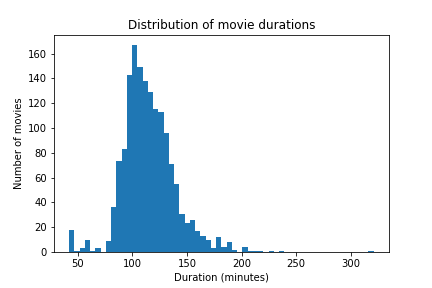 Distribution of movie durations
160
140
120
100
80
60
40
20
0
Number of movies
50 100 150 200 250 300
Duration (minutes)